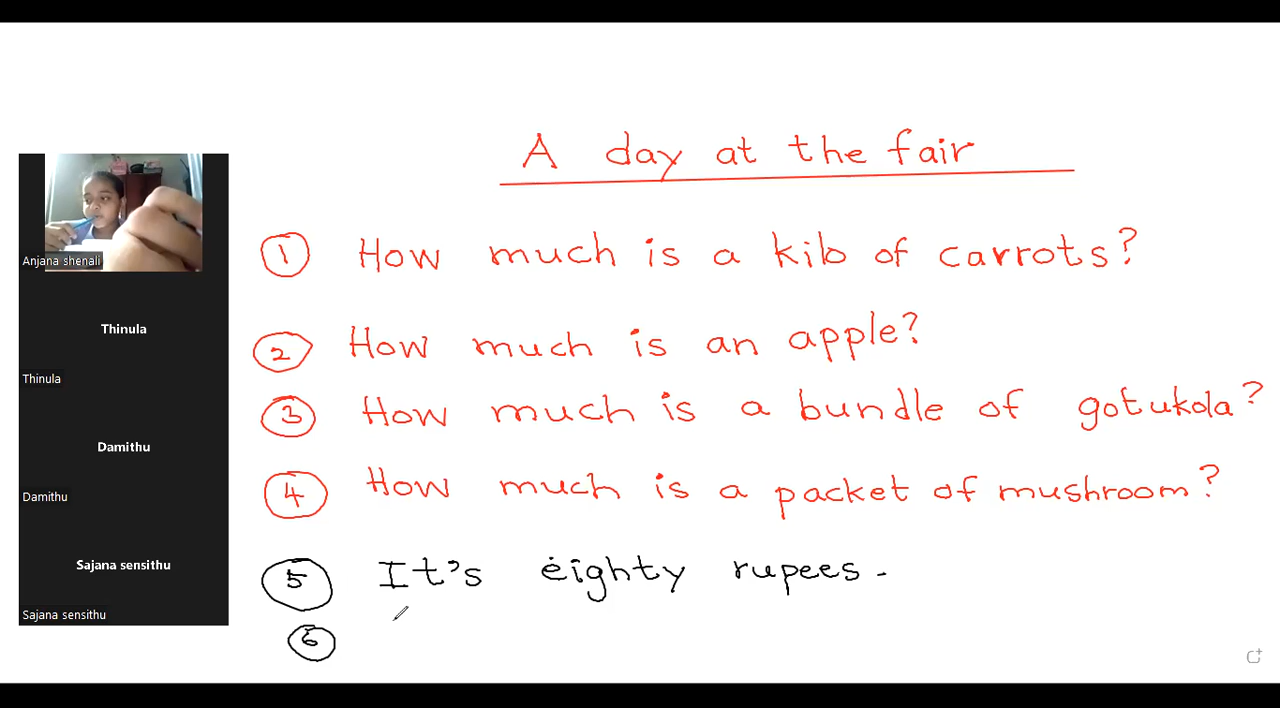 A day at the fair
Anjana shenali
Thinula
Thinula
Damithu
Damithu
Sajana sensithu
Sajana sensithu
1 How much is a kilo of carrots?
2 How much is an apple?
3 How much is a bundle of gotukola?
4 How much is a packet of mushroom?
5 It's eighty rupees.
6